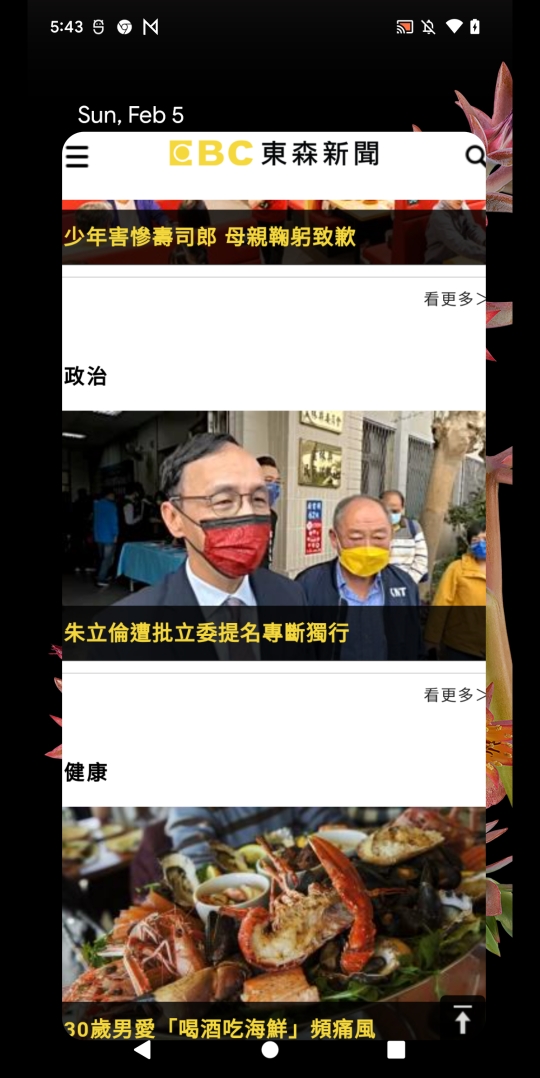 5:43
Sun, Feb 5
EBC 東森新聞
少年害慘壽司郎 母親鞠躬致歉
看更多>
政治
朱立倫遭批立委提名專斷獨行
看更多>
健康
30歲男愛「喝酒吃海鮮」頻痛風